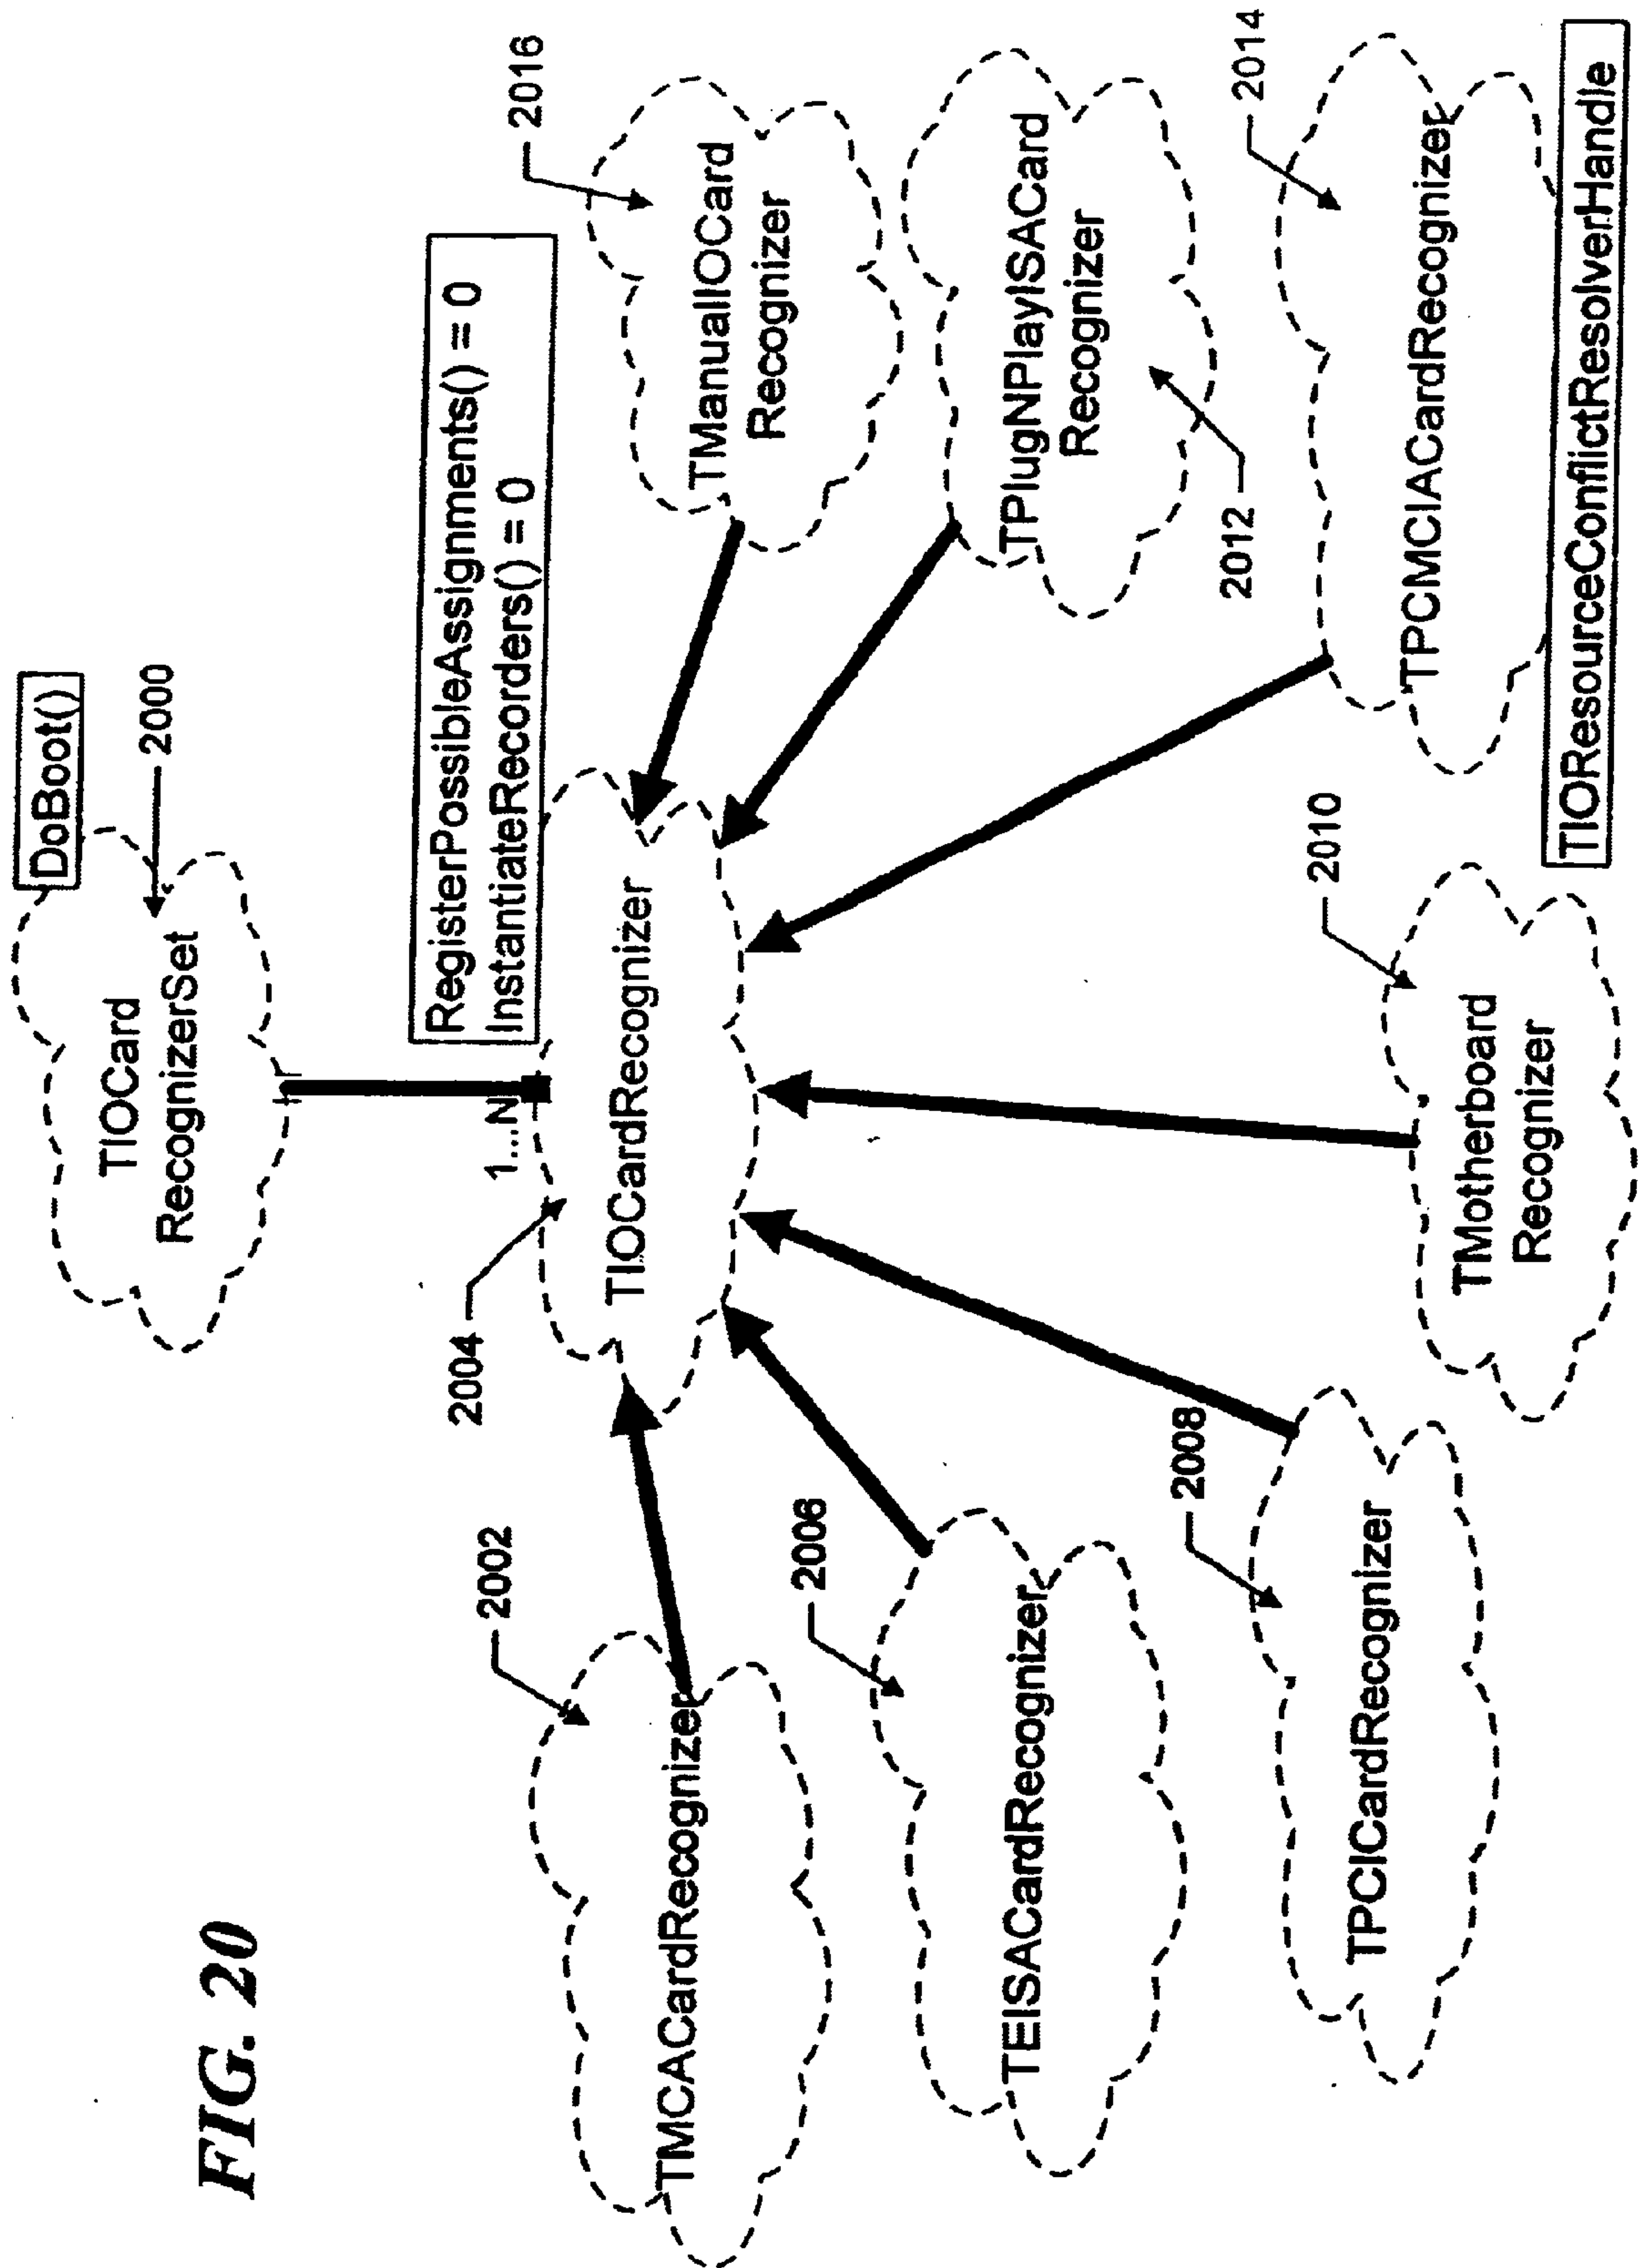 FIG. 20
DoBoot()
2000
TIOCard
RecognizerSet
RegisterPossibleAssignments() = 0
InstantiateRecorders() = 0
1...N
2004
TIOCardRecognizer
2002
TMCACardRecognizer
2016
TManualIOCard
Recognizer
2006
TEISACardRecognizer
TPlugNPlayISACard
Recognizer
2012
2008
TPCICardRecognizer
2010
TMotherboard
Recognizer
2014
TPCMCIACardRecognizer
TIOResourceConflictResolverHandle